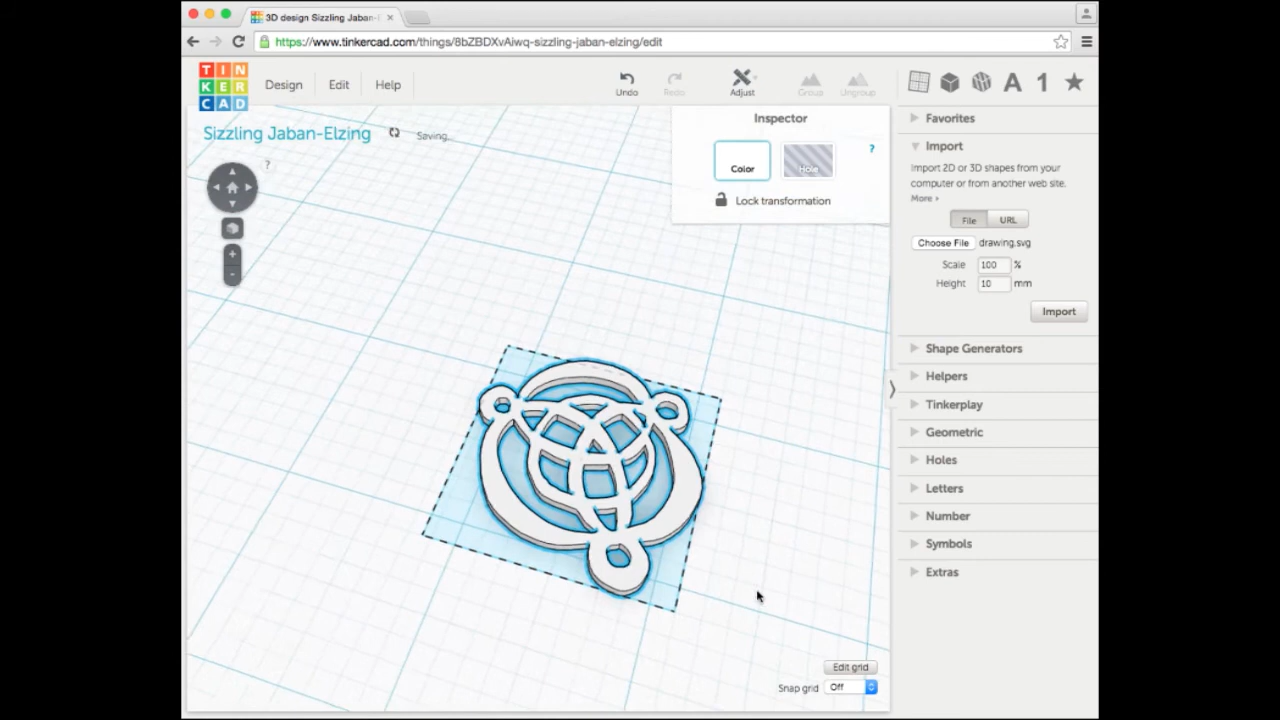 3D design Sizzling Jaban-
https://www.tinkercad.com/things/8bZBDXvAiwq-sizzling-jaban-elzing/edit
TIN
KER
CAD
Design
Edit
Help
Undo
Redo
Adjust
Group
Ungroup
A
1
Sizzling Jaban-Elzing
Saving..
?
Inspector
Color
Hole
?
Lock transformation
Favorites
Import
Import 2D or 3D shapes from your
computer or from another web site.
More »
File
URL
Choose File drawing.svg
Scale 100 %
Height 10 mm
Import
Shape Generators
Helpers
Tinkerplay
Geometric
Holes
Letters
Number
Symbols
Extras
Edit grid
Snap grid Off